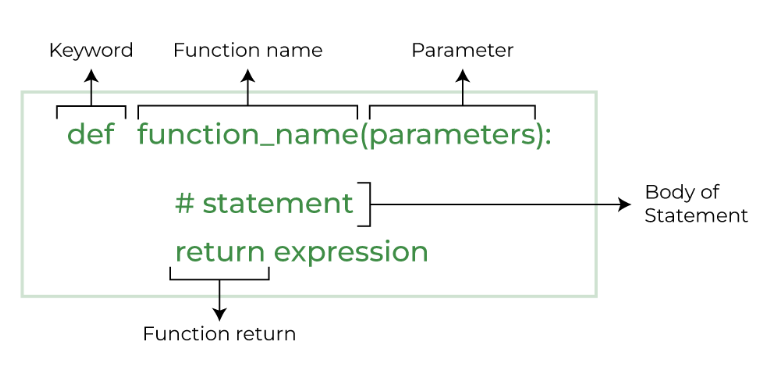 Keyword Function name Parameter
def function_name(parameters):
# statement
Body of
Statement
return expression
Function return